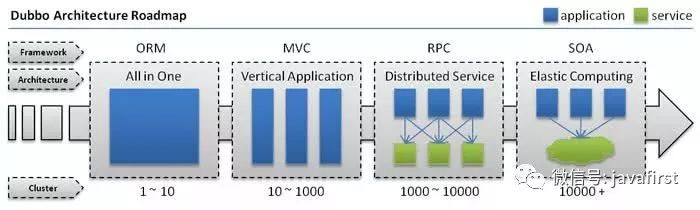 Dubbo Architecture Roadmap
application service
Framework ORM MVC RPC SOA
Architecture All in One Vertical Application Distributed Service Elastic Computing
Cluster 1 ~ 10 10 ~ 1000 1000 ~ 10000 10000 +
微信号: javafirst